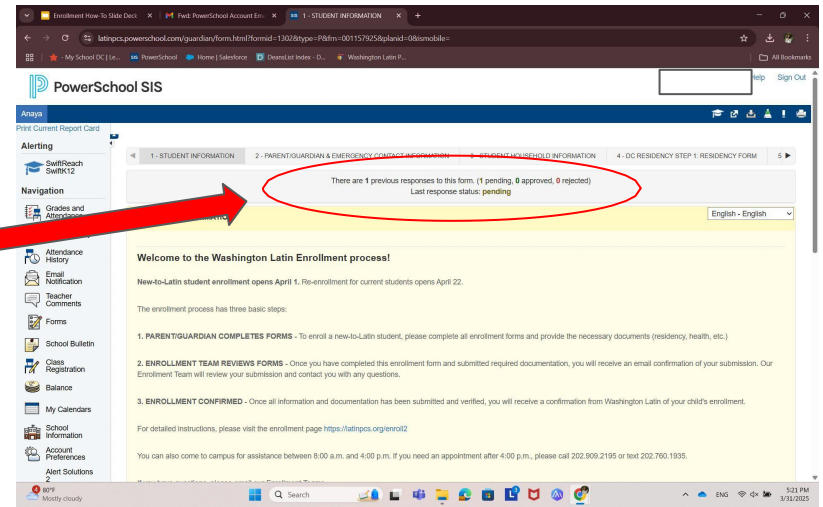 Enrollment How-To Slide Deck
Fwd: PowerSchool Account Em
1 - STUDENT INFORMATION
latinpcs.powerschool.com/guardian/form.html?formid=1302&type=P&frn=001157925&planid=0&ismobile=
- My School DC | Le...
PowerSchool
Home | Salesforce
DeansList Index - D...
Washington Latin P...
All Bookmarks
PowerSchool SIS
Help Sign Out
Anaya
Print Current Report Card
Alerting
SwiftReach
SwiftK12
Navigation
Grades and
Attendance
Attendance
History
Email
Notification
Teacher
Comments
Forms
School Bulletin
Class
Registration
Balance
My Calendars
School
Information
Account
Preferences
Alert Solutions
2
1 - STUDENT INFORMATION
2 - PARENT/GUARDIAN & EMERGENCY CONTACT INFORMATION
3 - STUDENT HOUSEHOLD INFORMATION
4 - DC RESIDENCY STEP 1: RESIDENCY FORM
5
There are 1 previous responses to this form. (1 pending, 0 approved, 0 rejected)
Last response status: pending
English - English
Welcome to the Washington Latin Enrollment process!
New-to-Latin student enrollment opens April 1. Re-enrollment for current students opens April 22.
The enrollment process has three basic steps:
1. PARENT/GUARDIAN COMPLETES FORMS - To enroll a new-to-Latin student, please complete all enrollment forms and provide the necessary documents (residency, health, etc.)
2. ENROLLMENT TEAM REVIEWS FORMS - Once you have completed this enrollment form and submitted required documentation, you will receive an email confirmation of your submission. Our
Enrollment Team will review your submission and contact you with any questions.
3. ENROLLMENT CONFIRMED - Once all information and documentation has been submitted and verified, you will receive a confirmation from Washington Latin of your child's enrollment.
For detailed instructions, please visit the enrollment page https://latinpcs.org/enroll2
You can also come to campus for assistance between 8:00 a.m. and 4:00 p.m. If you need an appointment after 4:00 p.m., please call 202.909.2195 or text 202.760.1935.
80°F
Mostly cloudy
Search
ENG
5:21 PM
3/31/2025